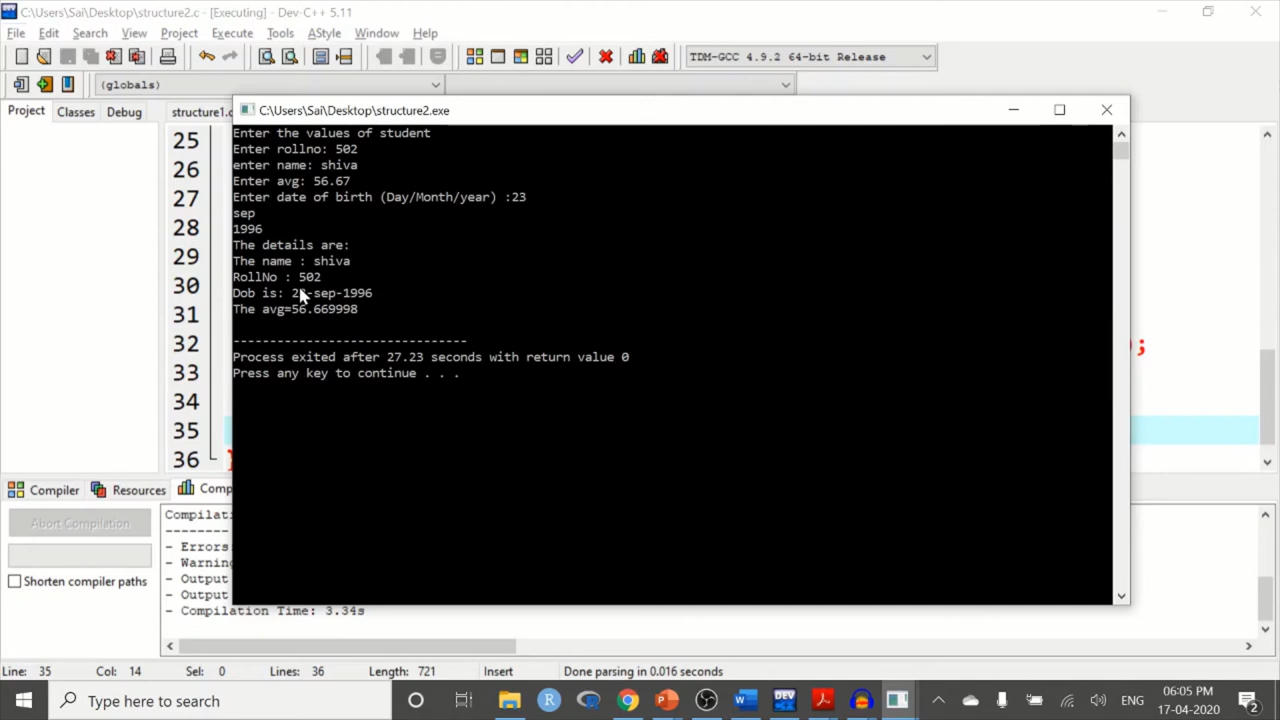 C:\Users\Sai\Desktop\structure2.c - [Executing] - Dev-C++ 5.11
File Edit Search View Project Execute Tools AStyle Window Help
TDM-GCC 4.9.2 64-bit Release
(globals)
Project Classes Debug
structure1.c
C:\Users\Sai\Desktop\structure2.exe
25
26
27
28
29
30
31
32
33
34
35
36
);
}
Enter the values of student
Enter rollno: 502
enter name: shiva
Enter avg: 56.67
Enter date of birth (Day/Month/year) :23
sep
1996
The details are:
The name : shiva
RollNo : 502
Dob is: 23-sep-1996
The avg=56.669998
--------------------------------
Process exited after 27.23 seconds with return value 0
Press any key to continue . . .
Compiler Resources Comp
Abort Compilation
Shorten compiler paths
Compilati
--------
- Errors:
- Warnin
- Output
- Output
- Compilation Time: 3.34s
Line: 35 Col: 14 Sel: 0 Lines: 36 Length: 721 Insert Done parsing in 0.016 seconds
Type here to search
ENG
06:05 PM
17-04-2020
2